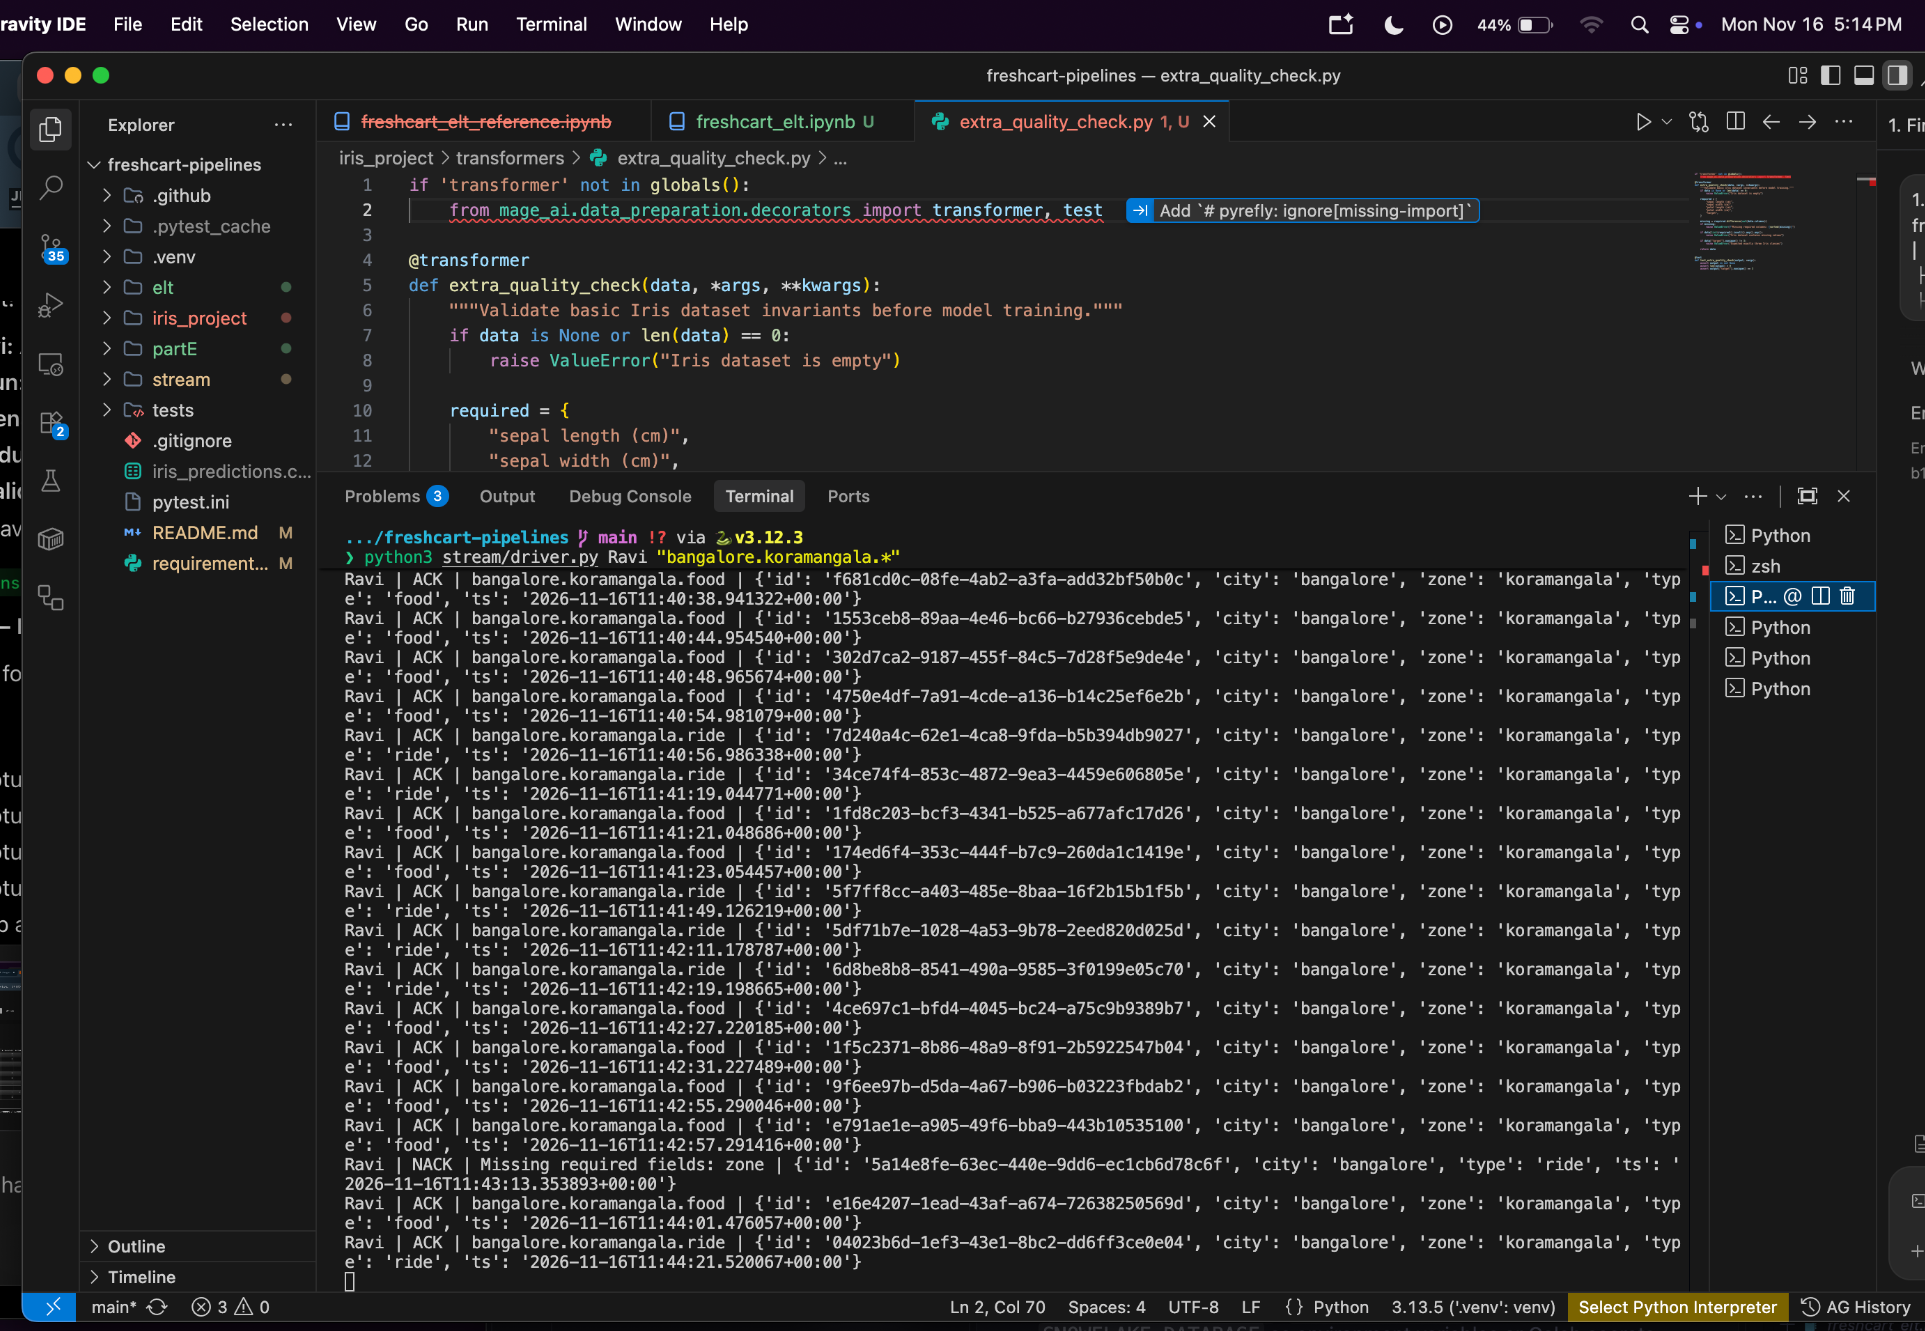 ravity IDE File Edit Selection View Go Run Terminal Window Help 44% Mon Nov 16 5:14 PM
freshcart-pipelines — extra_quality_check.py
Explorer ...
freshcart-pipelines
.github
.pytest_cache
.venv
elt
iris_project
partE
stream
tests
.gitignore
iris_predictions.c...
pytest.ini
README.md M
requirement... M
Outline
Timeline
35
2
freshcart_elt_reference.ipynb freshcart_elt.ipynb U extra_quality_check.py 1, U
iris_project > transformers > extra_quality_check.py > ...
1 if 'transformer' not in globals():
2 from mage_ai.data_preparation.decorators import transformer, test Add `# pyrefly: ignore[missing-import]`
3
4 @transformer
5 def extra_quality_check(data, *args, **kwargs):
6 """Validate basic Iris dataset invariants before model training."""
7 if data is None or len(data) == 0:
8 raise ValueError("Iris dataset is empty")
9
10 required = {
11 "sepal length (cm)",
12 "sepal width (cm)",
Problems 3 Output Debug Console Terminal Ports
.../freshcart-pipelines main !? via v3.12.3
❯ python3 stream/driver.py Ravi "bangalore.koramangala.*"
Ravi | ACK | bangalore.koramangala.food | {'id': 'f681cd0c-08fe-4ab2-a3fa-add32bf50b0c', 'city': 'bangalore', 'zone': 'koramangala', 'typ
e': 'food', 'ts': '2026-11-16T11:40:38.941322+00:00'}
Ravi | ACK | bangalore.koramangala.food | {'id': '1553ceb8-89aa-4e46-bc66-b27936cebde5', 'city': 'bangalore', 'zone': 'koramangala', 'typ
e': 'food', 'ts': '2026-11-16T11:40:44.954540+00:00'}
Ravi | ACK | bangalore.koramangala.food | {'id': '302d7ca2-9187-455f-84c5-7d28f5e9de4e', 'city': 'bangalore', 'zone': 'koramangala', 'typ
e': 'food', 'ts': '2026-11-16T11:40:48.965674+00:00'}
Ravi | ACK | bangalore.koramangala.food | {'id': '4750e4df-7a91-4cde-a136-b14c25ef6e2b', 'city': 'bangalore', 'zone': 'koramangala', 'typ
e': 'food', 'ts': '2026-11-16T11:40:54.981079+00:00'}
Ravi | ACK | bangalore.koramangala.ride | {'id': '7d240a4c-62e1-4ca8-9fda-b5b394db9027', 'city': 'bangalore', 'zone': 'koramangala', 'typ
e': 'ride', 'ts': '2026-11-16T11:40:56.986338+00:00'}
Ravi | ACK | bangalore.koramangala.ride | {'id': '34ce74f4-853c-4872-9ea3-4459e606805e', 'city': 'bangalore', 'zone': 'koramangala', 'typ
e': 'ride', 'ts': '2026-11-16T11:41:19.044771+00:00'}
Ravi | ACK | bangalore.koramangala.food | {'id': '1fd8c203-bcf3-4341-b525-a677afc17d26', 'city': 'bangalore', 'zone': 'koramangala', 'typ
e': 'food', 'ts': '2026-11-16T11:41:21.048686+00:00'}
Ravi | ACK | bangalore.koramangala.food | {'id': '174ed6f4-353c-444f-b7c9-260da1c1419e', 'city': 'bangalore', 'zone': 'koramangala', 'typ
e': 'food', 'ts': '2026-11-16T11:41:23.054457+00:00'}
Ravi | ACK | bangalore.koramangala.ride | {'id': '5f7ff8cc-a403-485e-8baa-16f2b15b1f5b', 'city': 'bangalore', 'zone': 'koramangala', 'typ
e': 'ride', 'ts': '2026-11-16T11:41:49.126219+00:00'}
Ravi | ACK | bangalore.koramangala.ride | {'id': '5df71b7e-1028-4a53-9b78-2eed820d025d', 'city': 'bangalore', 'zone': 'koramangala', 'typ
e': 'ride', 'ts': '2026-11-16T11:42:11.178787+00:00'}
Ravi | ACK | bangalore.koramangala.ride | {'id': '6d8be8b8-8541-490a-9585-3f0199e05c70', 'city': 'bangalore', 'zone': 'koramangala', 'typ
e': 'ride', 'ts': '2026-11-16T11:42:19.198665+00:00'}
Ravi | ACK | bangalore.koramangala.food | {'id': '4ce697c1-bfd4-4045-bc24-a75c9b9389b7', 'city': 'bangalore', 'zone': 'koramangala', 'typ
e': 'food', 'ts': '2026-11-16T11:42:27.220185+00:00'}
Ravi | ACK | bangalore.koramangala.food | {'id': '1f5c2371-8b86-48a9-8f91-2b5922547b04', 'city': 'bangalore', 'zone': 'koramangala', 'typ
e': 'food', 'ts': '2026-11-16T11:42:31.227489+00:00'}
Ravi | ACK | bangalore.koramangala.food | {'id': '9f6ee97b-d5da-4a67-b906-b03223fbdab2', 'city': 'bangalore', 'zone': 'koramangala', 'typ
e': 'food', 'ts': '2026-11-16T11:42:55.290046+00:00'}
Ravi | ACK | bangalore.koramangala.food | {'id': 'e791ae1e-a905-49f6-bba9-443b10535100', 'city': 'bangalore', 'zone': 'koramangala', 'typ
e': 'food', 'ts': '2026-11-16T11:42:57.291416+00:00'}
Ravi | NACK | Missing required fields: zone | {'id': '5a14e8fe-63ec-440e-9dd6-ec1cb6d78c6f', 'city': 'bangalore', 'type': 'ride', 'ts': '
2026-11-16T11:43:13.353893+00:00'}
Ravi | ACK | bangalore.koramangala.food | {'id': 'e16e4207-1ead-43af-a674-72638250569d', 'city': 'bangalore', 'zone': 'koramangala', 'typ
e': 'food', 'ts': '2026-11-16T11:44:01.476057+00:00'}
Ravi | ACK | bangalore.koramangala.ride | {'id': '04023b6d-1ef3-43e1-8bc2-dd6ff3ce0e04', 'city': 'bangalore', 'zone': 'koramangala', 'typ
e': 'ride', 'ts': '2026-11-16T11:44:21.520067+00:00'}
Python
zsh
P... @
Python
Python
Python
main* 3 0 Ln 2, Col 70 Spaces: 4 UTF-8 LF {} Python 3.13.5 ('.venv': venv) Select Python Interpreter AG History